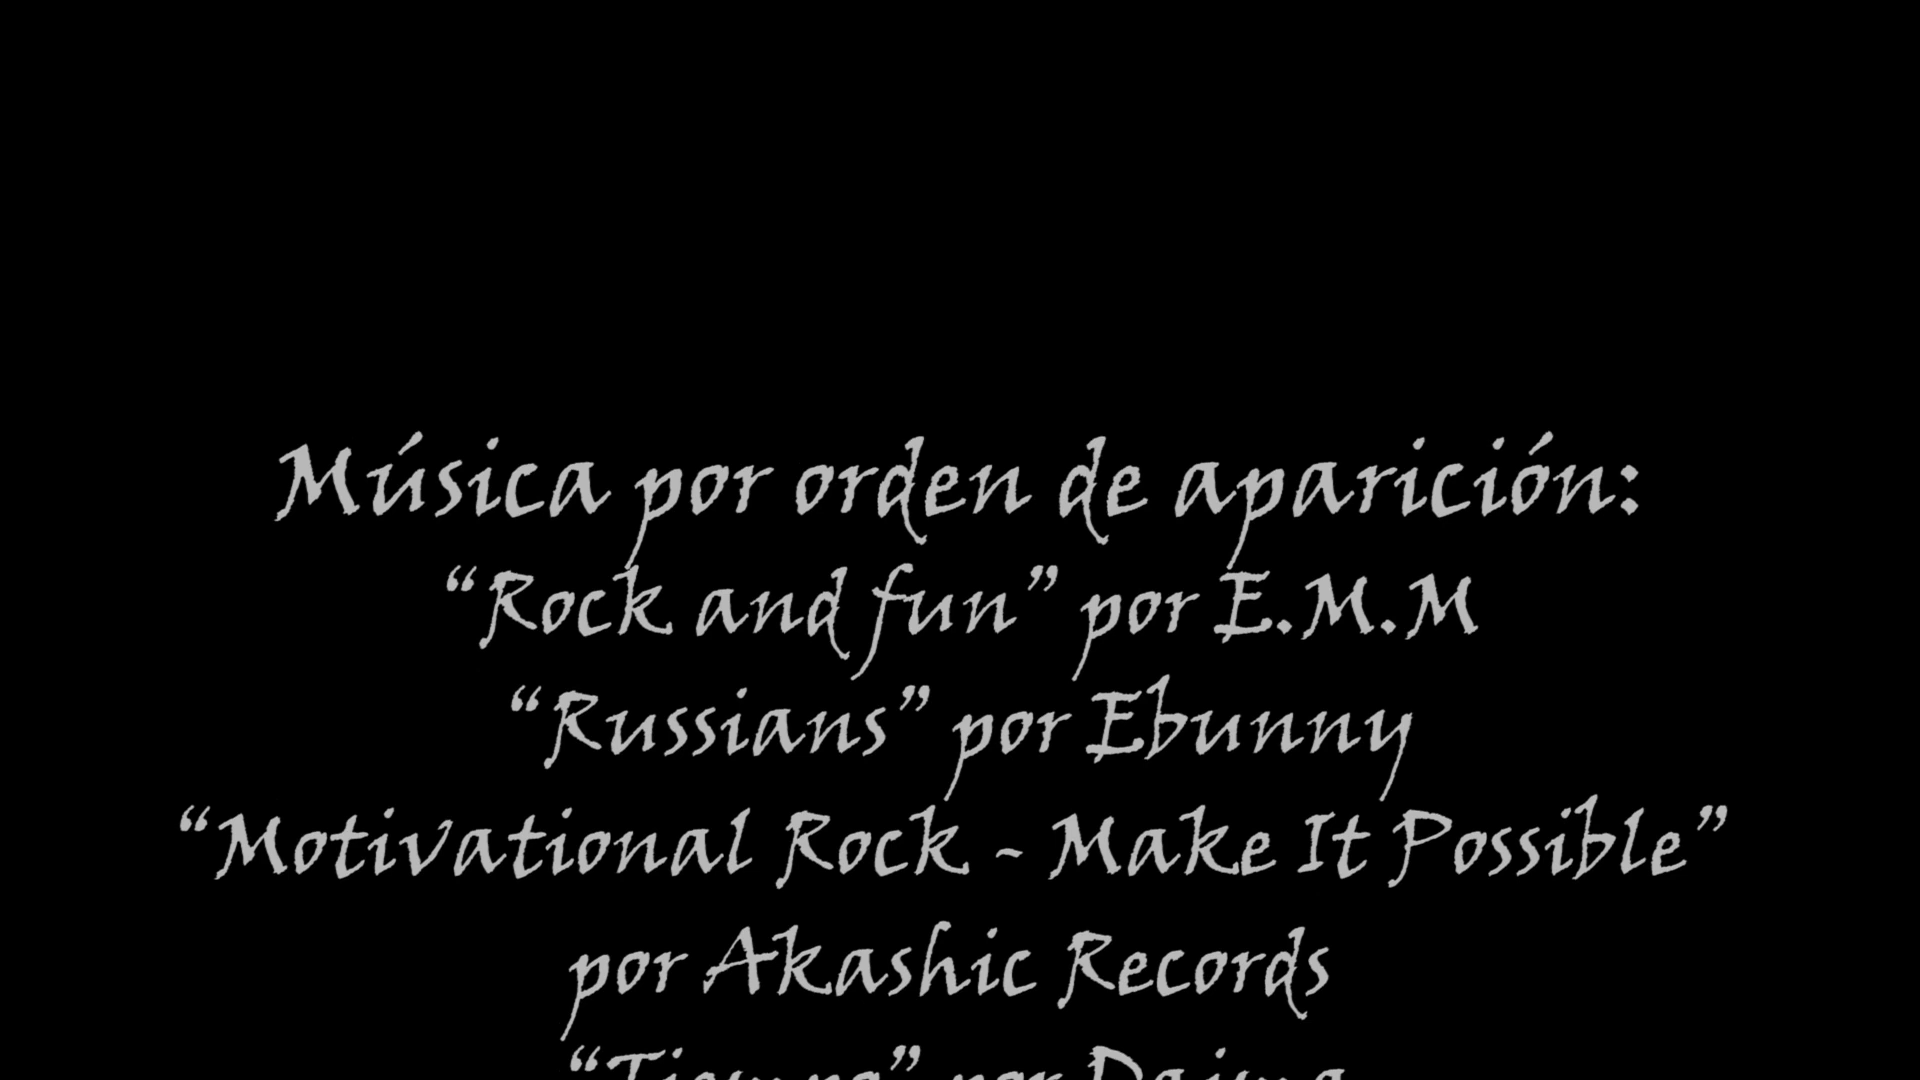 Música por orden de aparición:
“Rock and fun” por E.M.M
“Russians” por Ebunny
“Motivational Rock - Make It Possible”
por Akashic Records
por